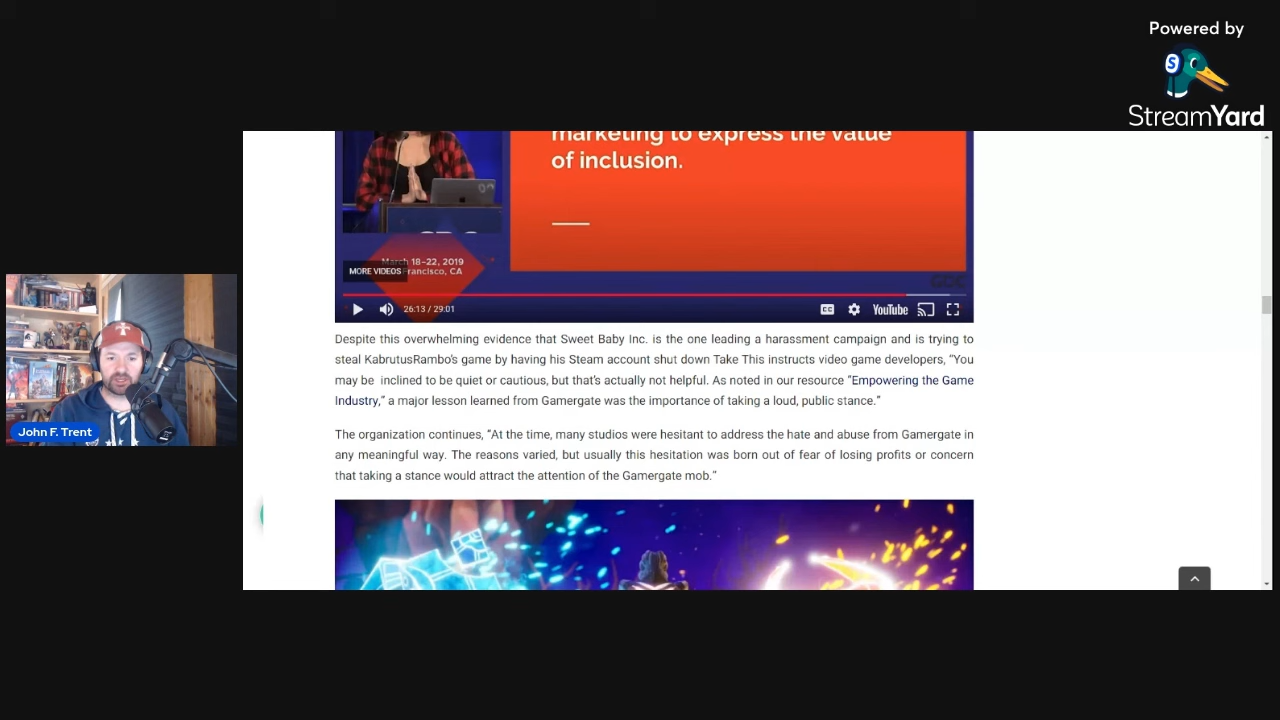 Powered by
StreamYard
marketing to express the value
of inclusion.
March 18-22, 2019
MORE VIDEOS
Francisco, CA
26:13 / 29:01
CC
YouTube
GDC
Despite this overwhelming evidence that Sweet Baby Inc. is the one leading a harassment campaign and is trying to
steal KabrutusRambo's game by having his Steam account shut down Take This instructs video game developers, “You
may be inclined to be quiet or cautious, but that's actually not helpful. As noted in our resource “Empowering the Game
Industry,” a major lesson learned from Gamergate was the importance of taking a loud, public stance.”
The organization continues, “At the time, many studios were hesitant to address the hate and abuse from Gamergate in
any meaningful way. The reasons varied, but usually this hesitation was born out of fear of losing profits or concern
that taking a stance would attract the attention of the Gamergate mob.”
John F. Trent